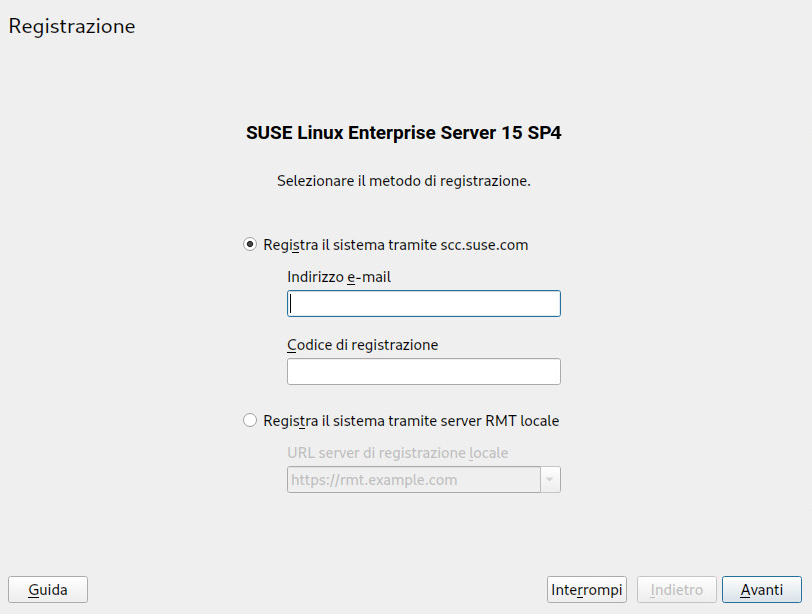 Registrazione
SUSE Linux Enterprise Server 15 SP4
Selezionare il metodo di registrazione.
Registra il sistema tramite scc.suse.com
Indirizzo e-mail
Codice di registrazione
Registra il sistema tramite server RMT locale
URL server di registrazione locale
https://rmt.example.com
Guida
Interrompi
Indietro
Avanti